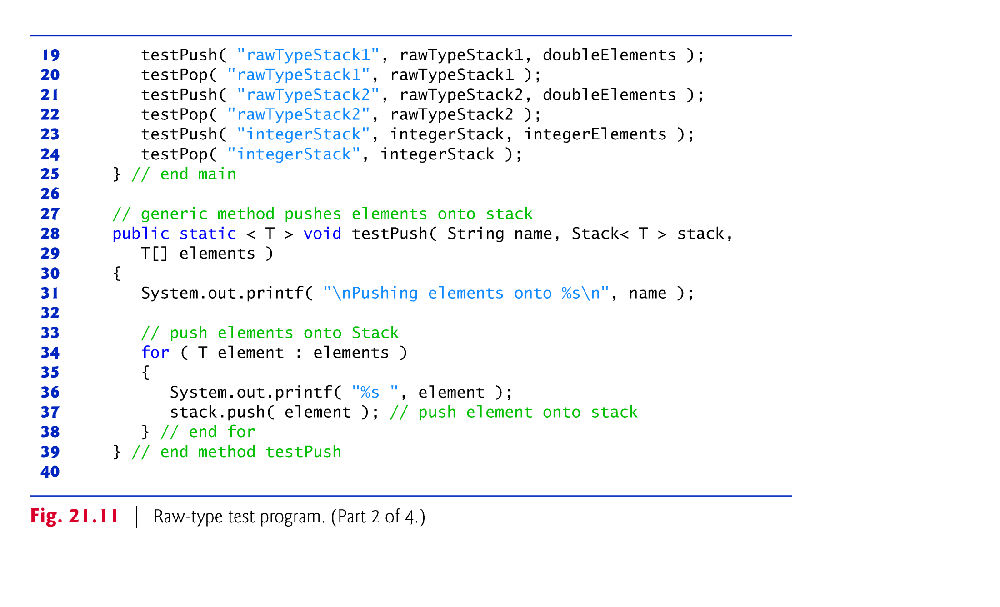 19 testPush( "rawTypeStack1", rawTypeStack1, doubleElements );
20 testPop( "rawTypeStack1", rawTypeStack1 );
21 testPush( "rawTypeStack2", rawTypeStack2, doubleElements );
22 testPop( "rawTypeStack2", rawTypeStack2 );
23 testPush( "integerStack", integerStack, integerElements );
24 testPop( "integerStack", integerStack );
25 } // end main
26
27 // generic method pushes elements onto stack
28 public static < T > void testPush( String name, Stack< T > stack,
29 T[] elements )
30 {
31 System.out.printf( "\nPushing elements onto %s\n", name );
32
33 // push elements onto Stack
34 for ( T element : elements )
35 {
36 System.out.printf( "%s ", element );
37 stack.push( element ); // push element onto stack
38 } // end for
39 } // end method testPush
40
Fig. 21.11 | Raw-type test program. (Part 2 of 4.)